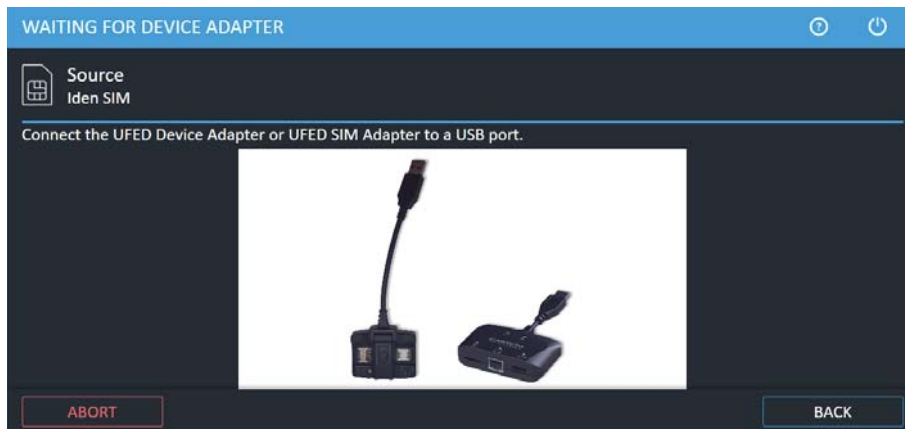 WAITING FOR DEVICE ADAPTER
Source
Iden SIM
Connect the UFED Device Adapter or UFED SIM Adapter to a USB port.
ABORT
BACK